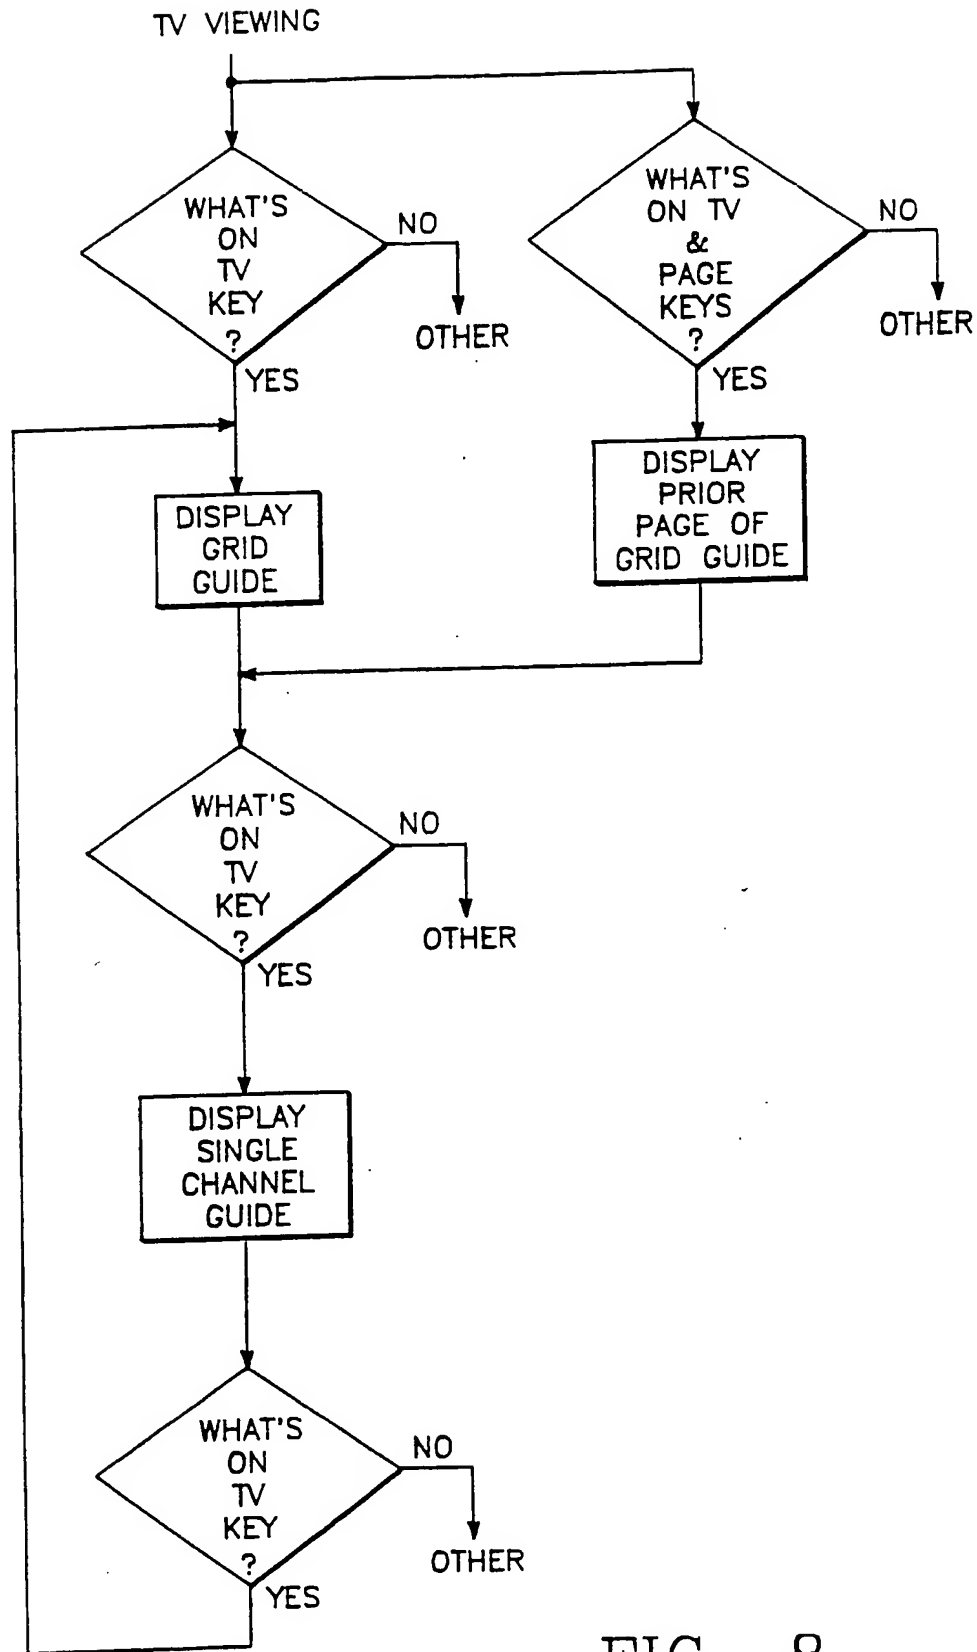 TV VIEWING
WHAT'S
ON
TV
KEY
?
NO
OTHER
YES
WHAT'S
ON TV
&
PAGE
KEYS
?
NO
OTHER
YES
DISPLAY
GRID
GUIDE
DISPLAY
PRIOR
PAGE OF
GRID GUIDE
WHAT'S
ON
TV
KEY
?
NO
OTHER
YES
DISPLAY
SINGLE
CHANNEL
GUIDE
WHAT'S
ON
TV
KEY
?
NO
OTHER
YES
FIG. 8